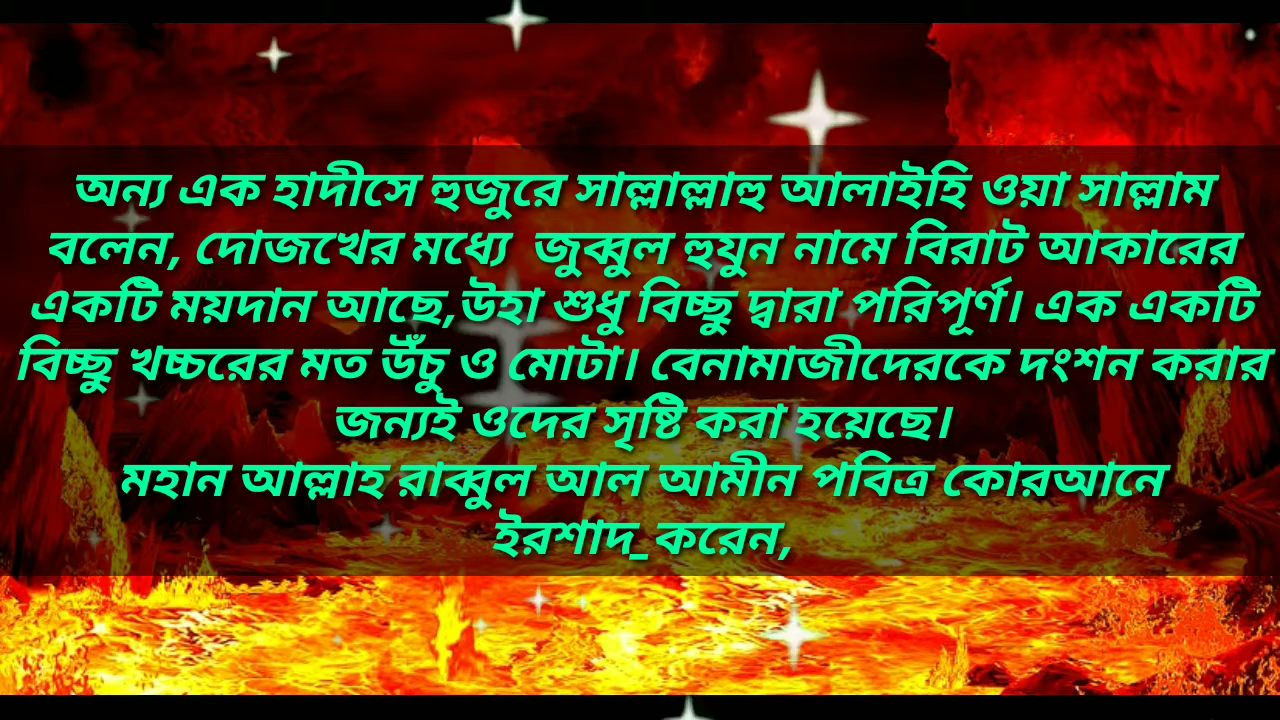 অন্য এক হাদীসে হুজুরে সাল্লাল্লাহু আলাইহি ওয়া সাল্লাম
বলেন, দোজখের মধ্যে  জুব্বুল হুযুন নামে বিরাট আকারের
একটি ময়দান আছে,উহা শুধু বিচ্ছু দ্বারা পরিপূর্ণ। এক একটি
বিচ্ছু খচ্চরের মত উঁচু ও মোটা। বেনামাজীদেরকে দংশন করার
জন্যই ওদের সৃষ্টি করা হয়েছে।
মহান আল্লাহ রাব্বুল আল আমীন পবিত্র কোরআনে
ইরশাদ_করেন,